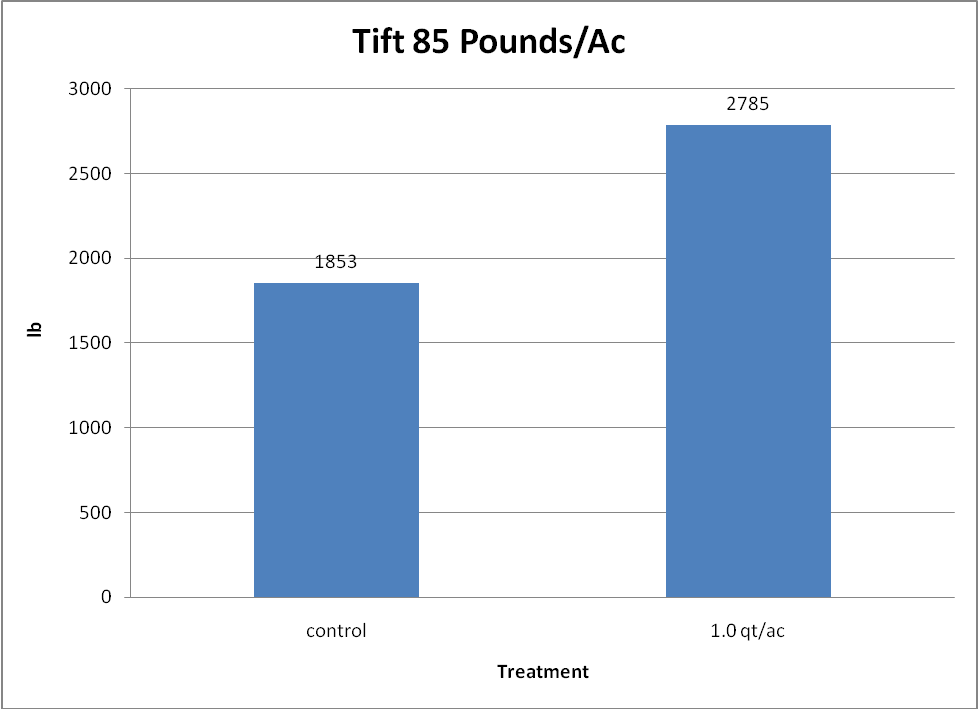 Tift 85 Pounds/Ac
3000
2785
2500
2000
1853
lb
1500
1000
500
0
control
1.0 qt/ac
Treatment